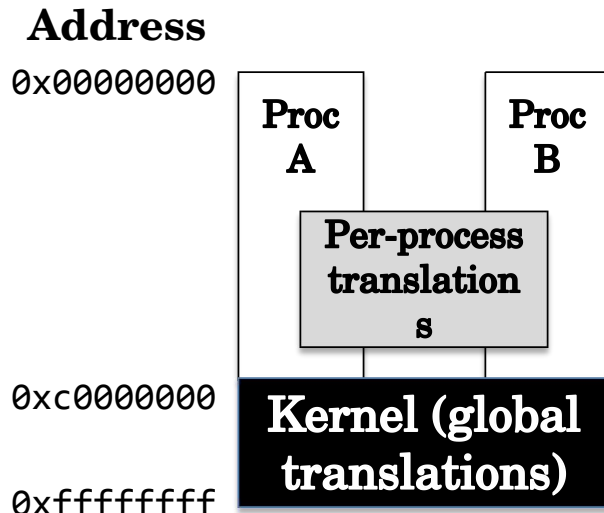 Address
0x00000000
Proc
A
Proc
B
Per-process
translation
s
0xc0000000
Kernel (global
translations)
0xffffffff